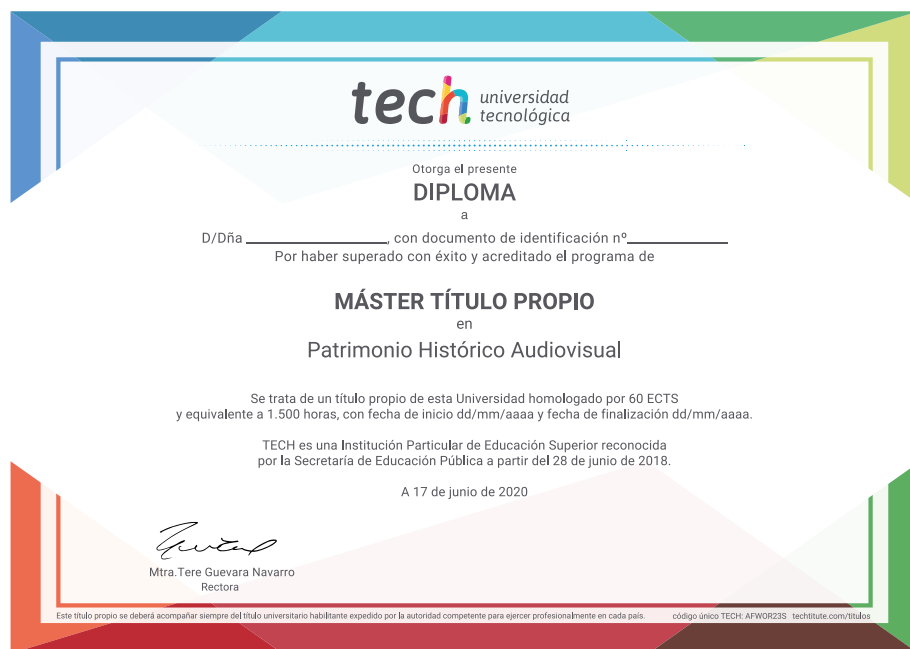 tech universidad
tecnológica
Otorga el presente
DIPLOMA
a
D/Dña ____________________, con documento de identificación nº______________
Por haber superado con éxito y acreditado el programa de
MÁSTER TÍTULO PROPIO
en
Patrimonio Histórico Audiovisual
Se trata de un título propio de esta Universidad homologado por 60 ECTS
y equivalente a 1.500 horas, con fecha de inicio dd/mm/aaaa y fecha de finalización dd/mm/aaaa.
TECH es una Institución Particular de Educación Superior reconocida
por la Secretaría de Educación Pública a partir del 28 de junio de 2018.
A 17 de junio de 2020
Mtra.Tere Guevara Navarro
Rectora
Este título propio se deberá acompañar siempre del título universitario habilitante expedido por la autoridad competente para ejercer profesionalmente en cada país. código único TECH: AFWOR23S techtitute.com/titulos